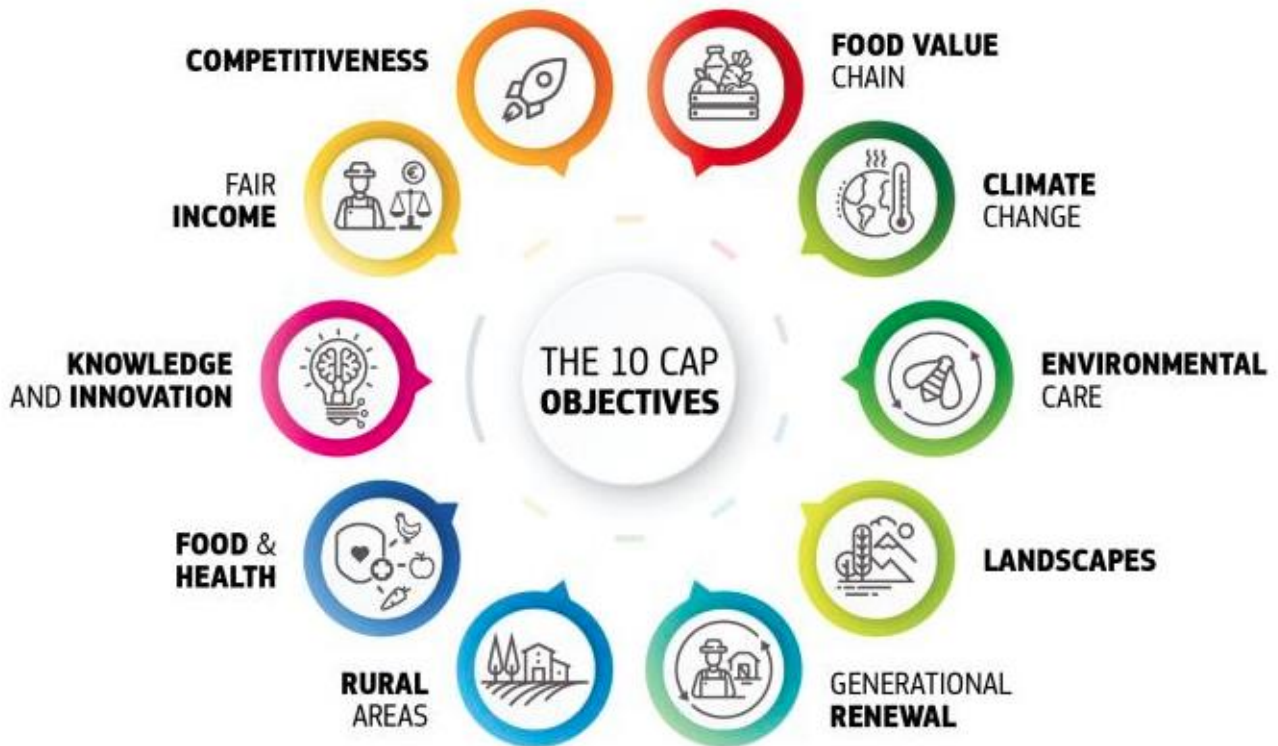 COMPETITIVENESS
FOOD VALUE
CHAIN
FAIR
INCOME
CLIMATE
CHANGE
KNOWLEDGE
AND INNOVATION
THE 10 CAP
OBJECTIVES
ENVIRONMENTAL
CARE
FOOD &
HEALTH
LANDSCAPES
RURAL
AREAS
GENERATIONAL
RENEWAL
€